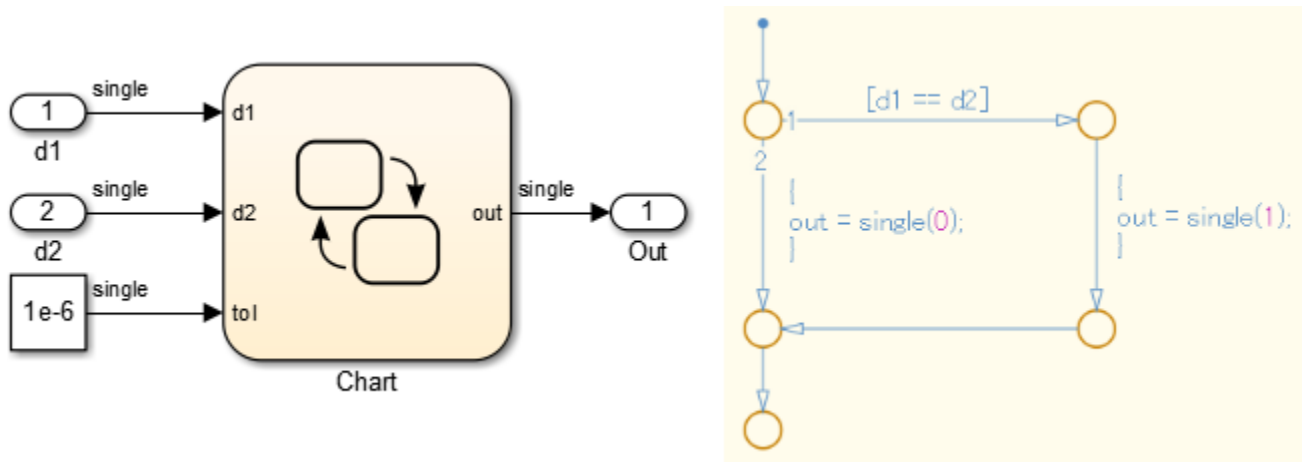 single
1
d1
d1
single
2
d2
d2
single
1e-6
tol
out
single
1
Out
Chart
[d1 == d2]
1
2
{
out = single(0);
}
{
out = single(1);
}